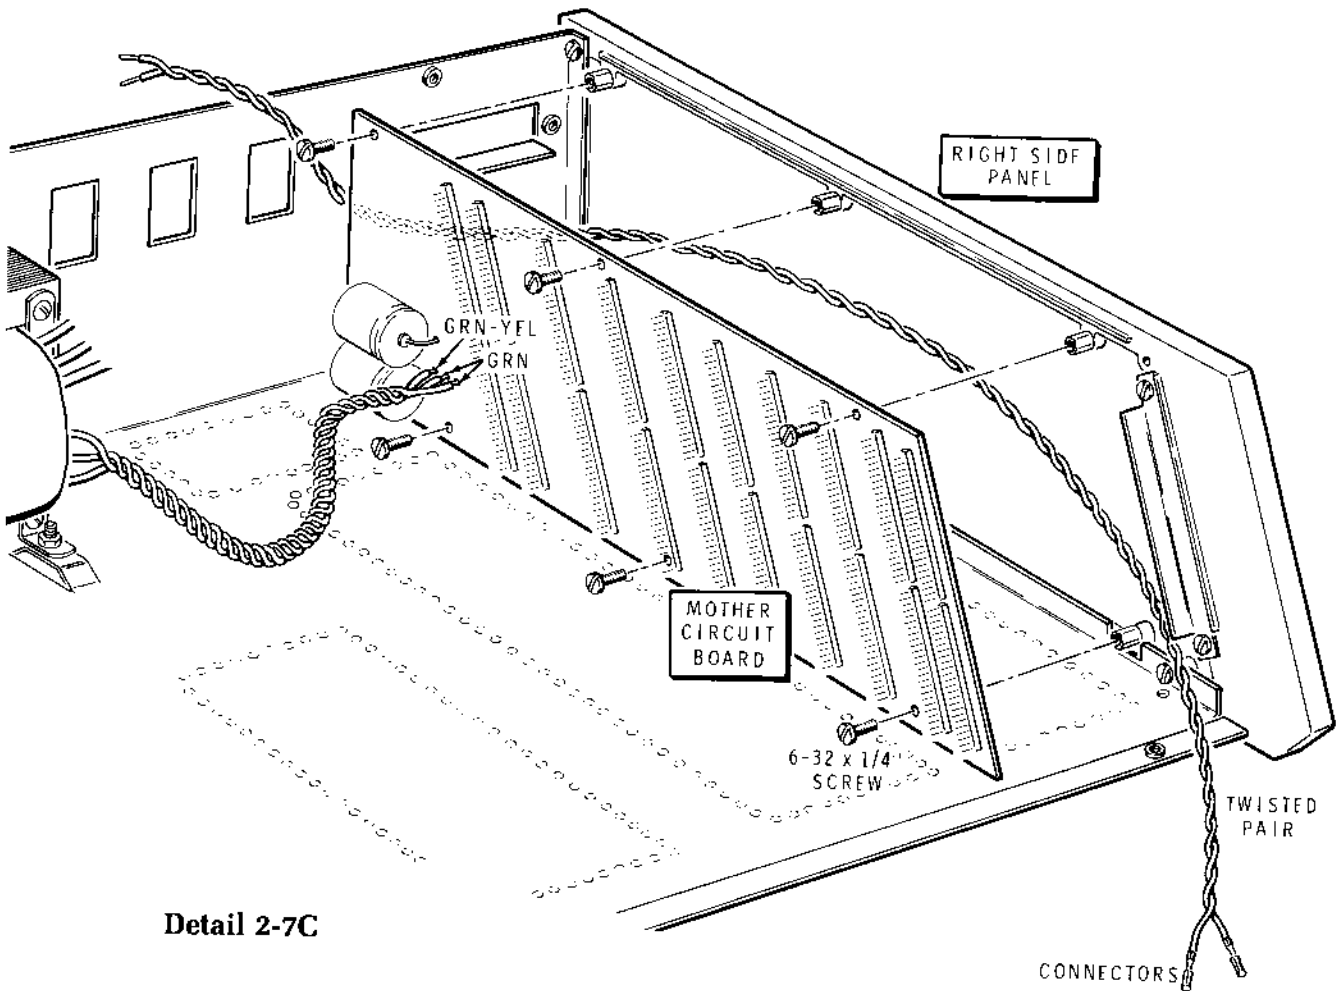 RIGHT SIDE
PANEL
GRN-YEL
GRN
MOTHER
CIRCUIT
BOARD
6-32 x 1/4"
SCREW
TWISTED
PAIR
Detail 2-7C
CONNECTORS